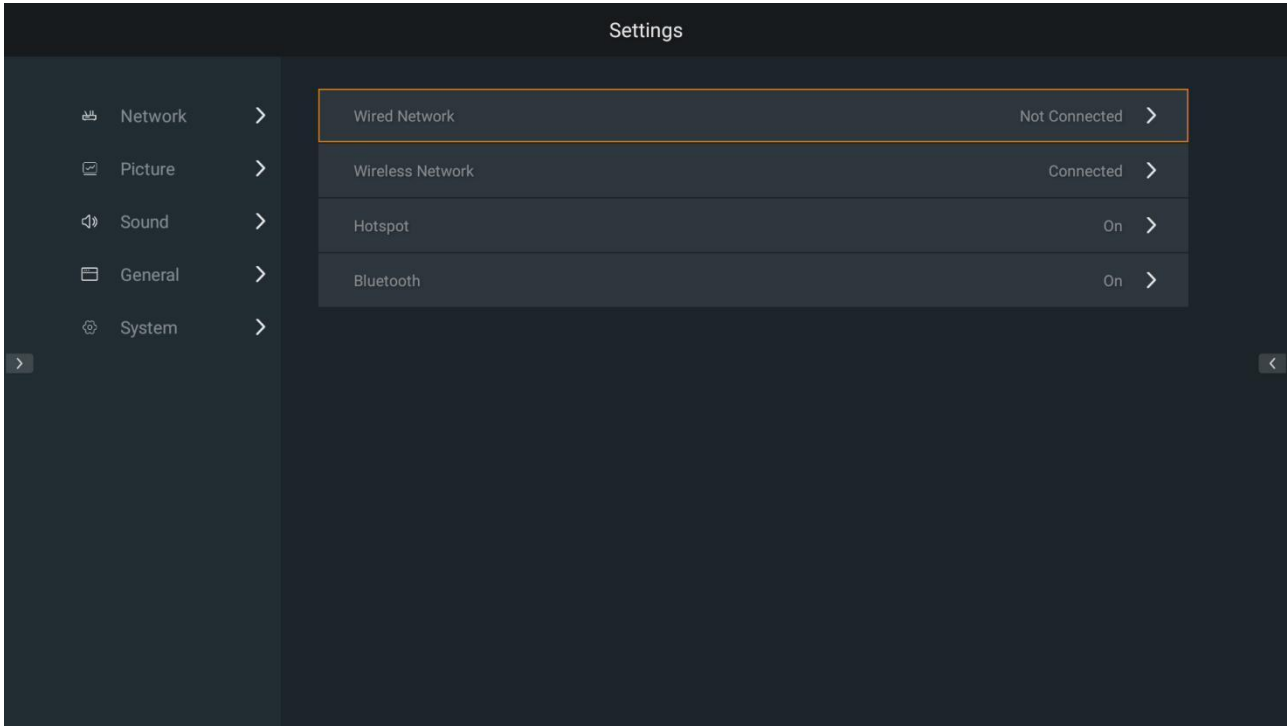 Settings
Network
Picture
Sound
General
System
Wired Network Not Connected
Wireless Network Connected
Hotspot On
Bluetooth On